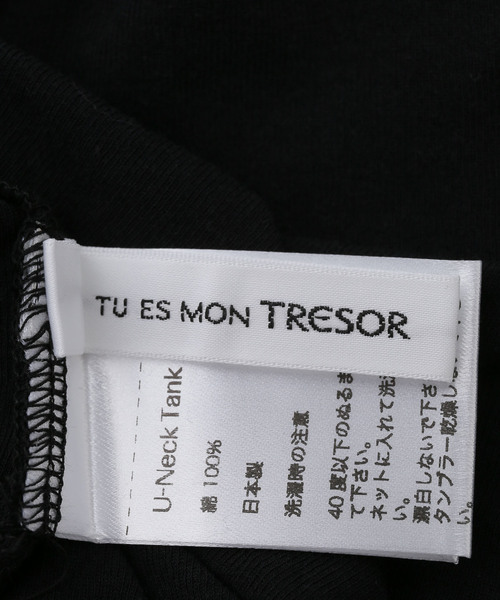 TU ES MON TRESOR
U-Neck Tank
綿 100%
日本製
洗濯時の注意
40度以下のぬるま
て下さい。
ネットに入れて洗
い。
漂白しないで下さ
タンブラー乾燥しな
い。